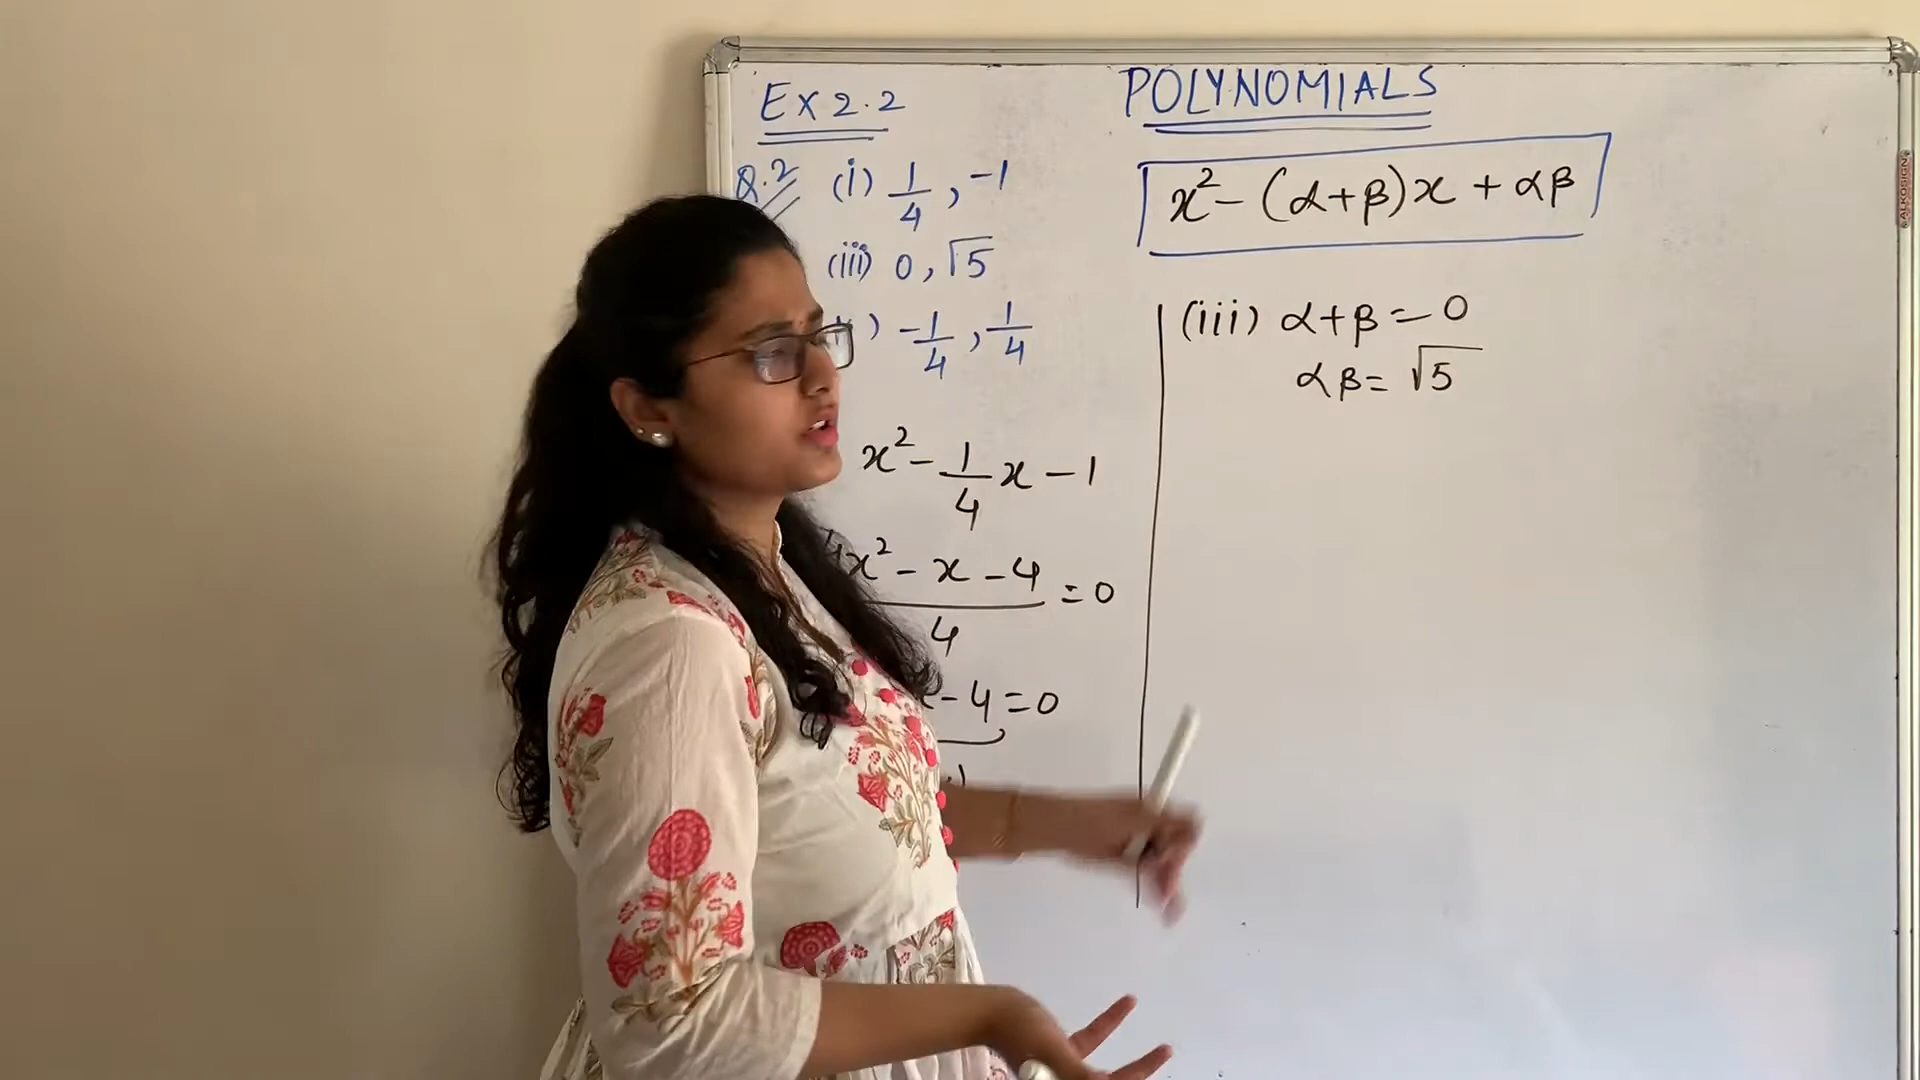 Ex 2.2
POLYNOMIALS
Q.2 (i) 1/4, -1
x² - (α+β)x + αβ
(iii) 0, √5
) -1/4, 1/4
x² - 1/4 x - 1
4x² - x - 4 / 4 = 0
- 4 = 0
(iii) α+β = 0
αβ = √5
ALKOSIGN